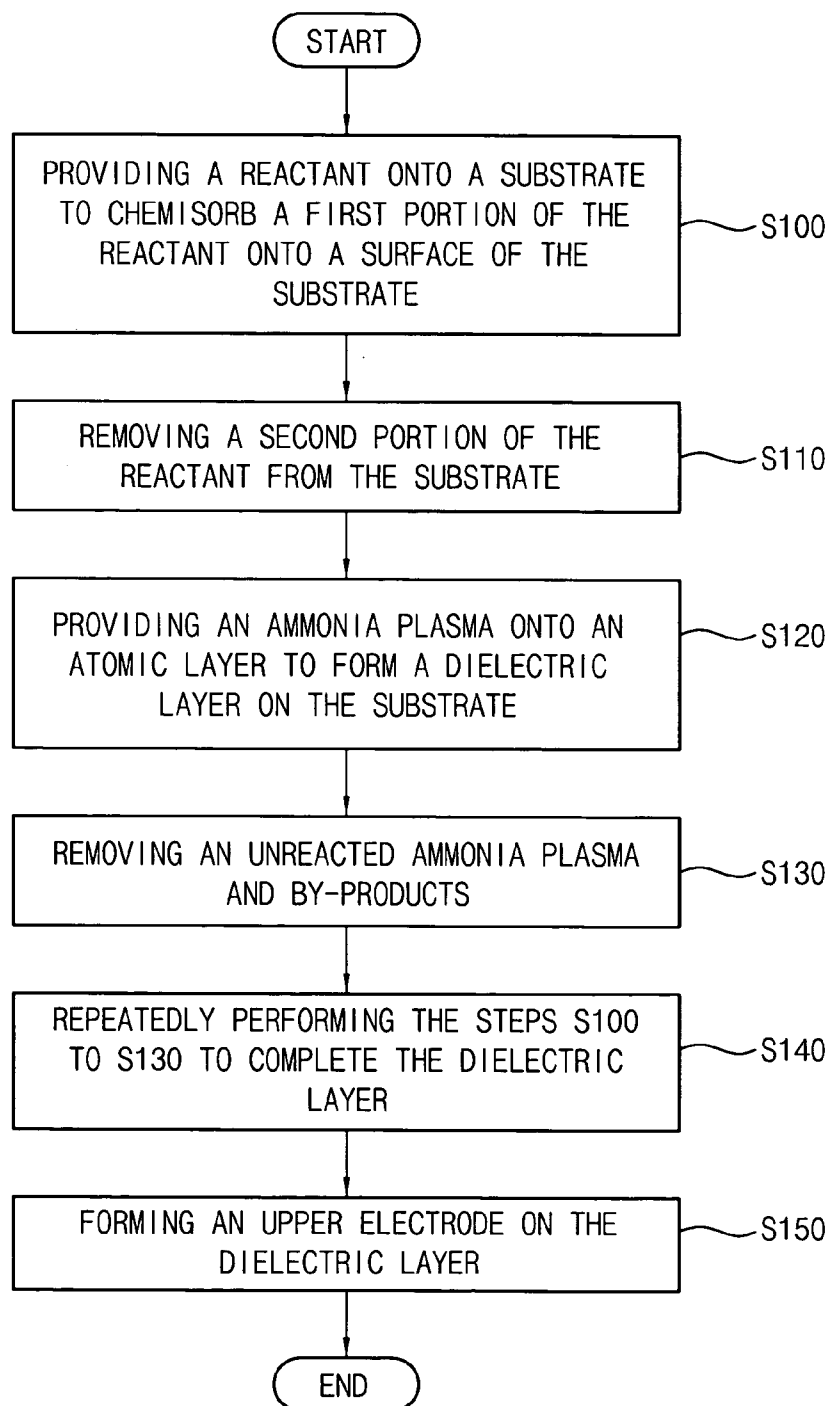 START
PROVIDING A REACTANT ONTO A SUBSTRATE
TO CHEMISORB A FIRST PORTION OF THE
REACTANT ONTO A SURFACE OF THE
SUBSTRATE
S100
REMOVING A SECOND PORTION OF THE
REACTANT FROM THE SUBSTRATE
S110
PROVIDING AN AMMONIA PLASMA ONTO AN
ATOMIC LAYER TO FORM A DIELECTRIC
LAYER ON THE SUBSTRATE
S120
REMOVING AN UNREACTED AMMONIA PLASMA
AND BY-PRODUCTS
S130
REPEATEDLY PERFORMING THE STEPS S100
TO S130 TO COMPLETE THE DIELECTRIC
LAYER
S140
FORMING AN UPPER ELECTRODE ON THE
DIELECTRIC LAYER
S150
END